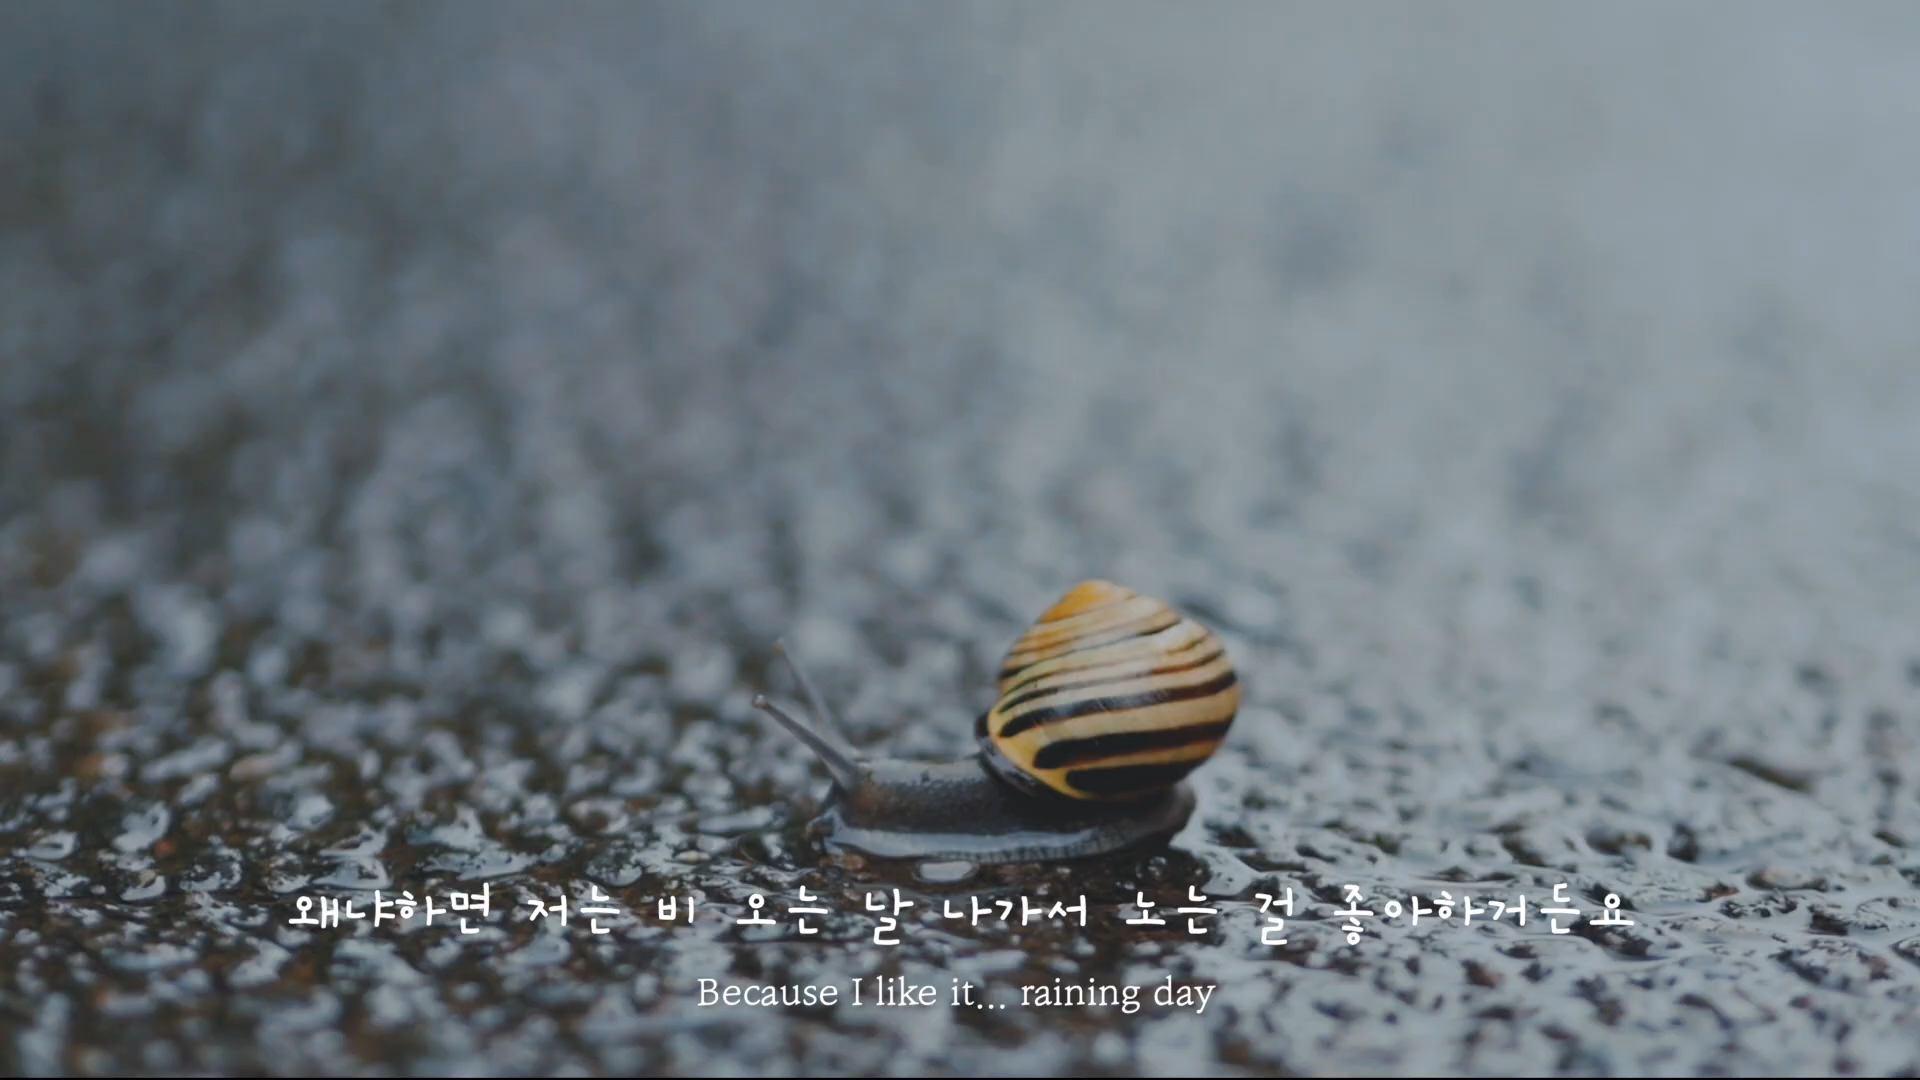 왜냐하면 저는 비 오는 날 나가서 노는 걸 좋아하거든요
Because I like it... raining day